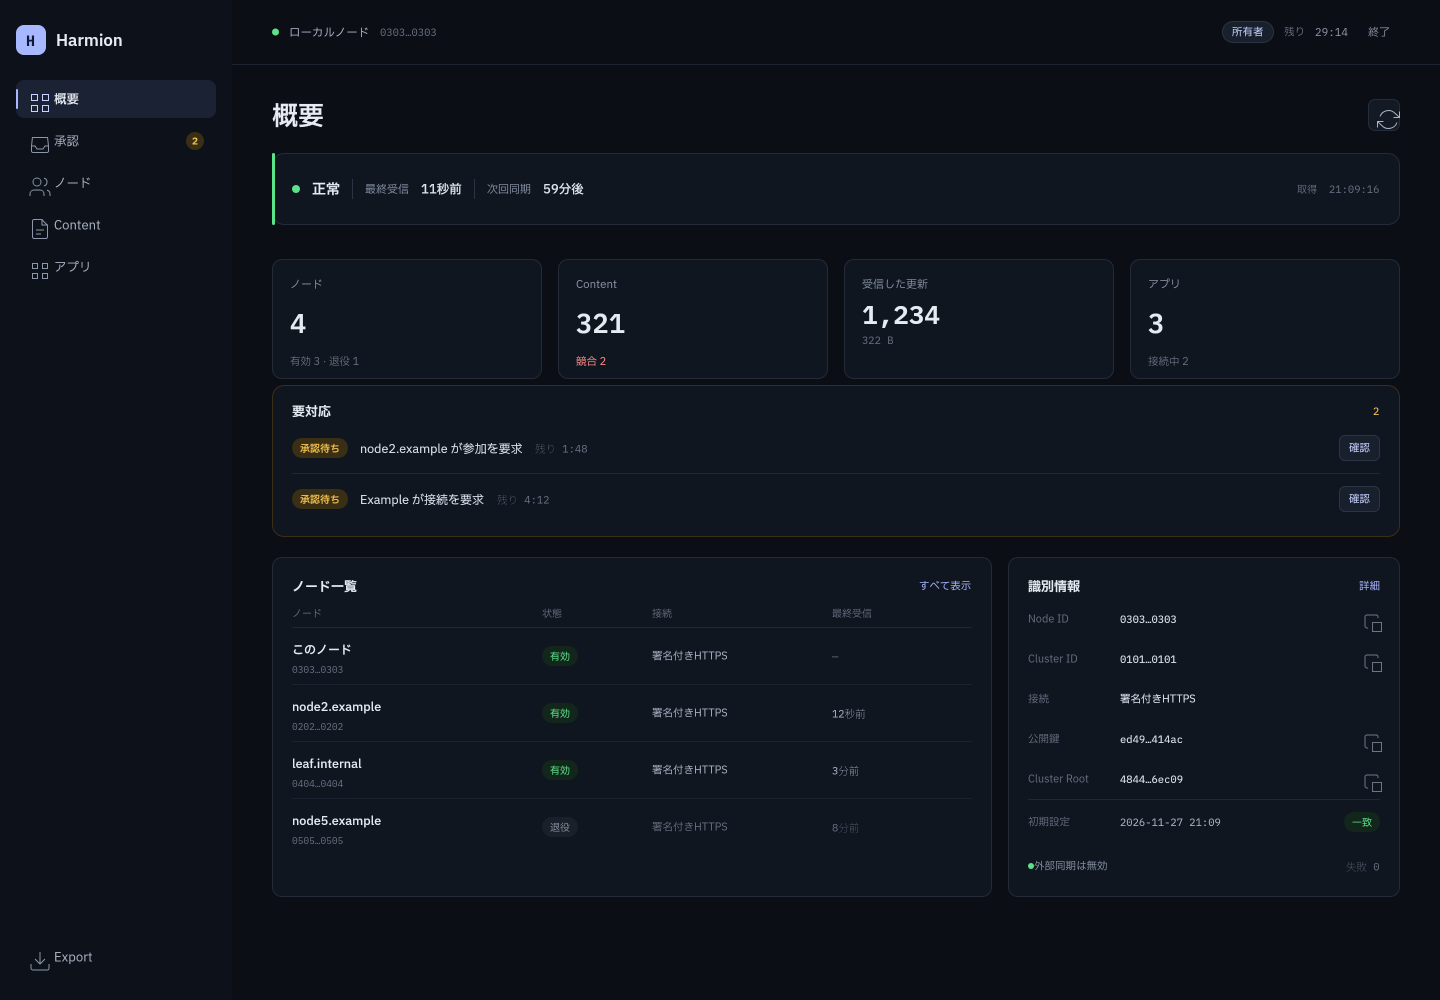 H Harmion
概要
承認 2
ノード
Content
アプリ
Export
ローカルノード 0303…0303
所有者 残り 29:14 終了
概要
正常 最終受信 11秒前 次回同期 59分後 取得 21:09:16
ノード
4
有効 3 · 退役 1
Content
321
競合 2
受信した更新
1,234
322 B
アプリ
3
接続中 2
要対応 2
承認待ち node2.example が参加を要求 残り 1:48 確認
承認待ち Example が接続を要求 残り 4:12 確認
ノード一覧 すべて表示
ノード 状態 接続 最終受信
このノード 有効 署名付きHTTPS —
0303…0303
node2.example 有効 署名付きHTTPS 12秒前
0202…0202
leaf.internal 有効 署名付きHTTPS 3分前
0404…0404
node5.example 退役 署名付きHTTPS 8分前
0505…0505
識別情報 詳細
Node ID 0303…0303
Cluster ID 0101…0101
接続 署名付きHTTPS
公開鍵 ed49…414ac
Cluster Root 4844…6ec09
初期設定 2026-11-27 21:09 一致
外部同期は無効 失敗 0